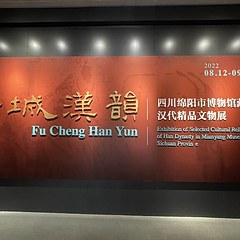 城漢韻
Fu Cheng Han Yun
2022
08.12-09
四川绵阳市博物馆藏
汉代精品文物展
Exhibition of Selected Cultural Reli
of Han Dynasty in Mianyang Muse
Sichuan Provin e